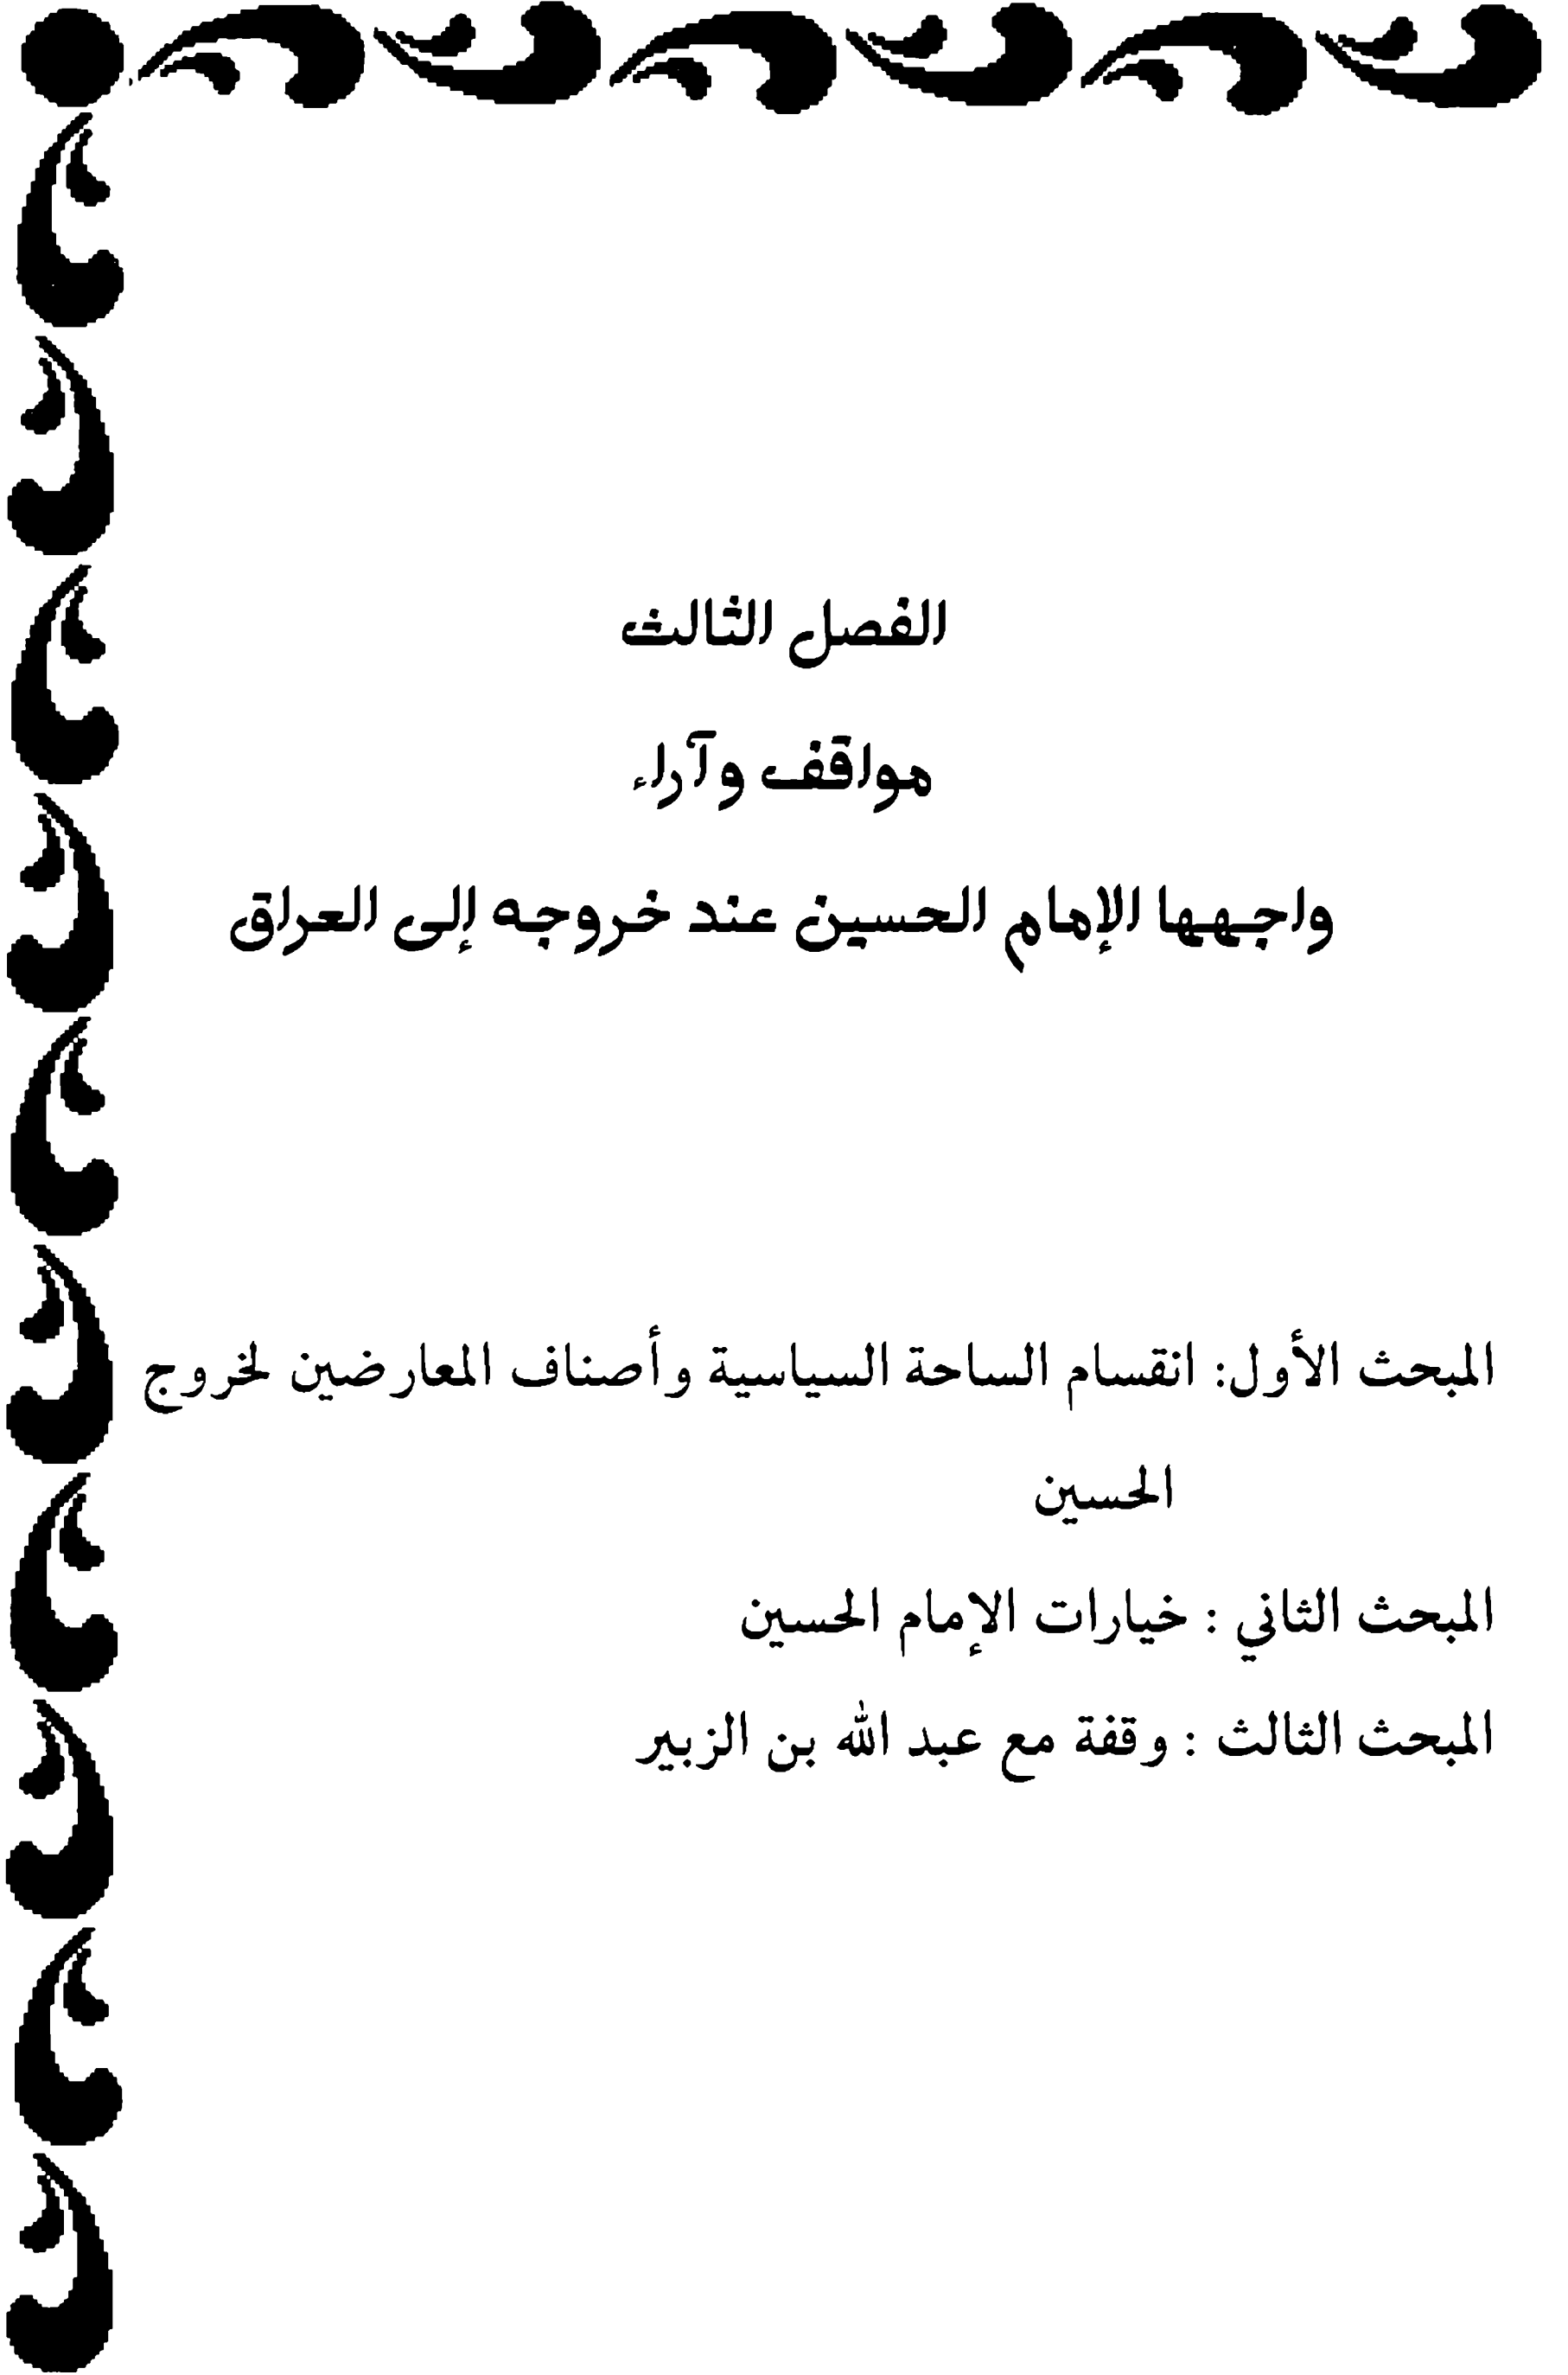 الفصل الثالث
مواقف وآراء
واجهها الإمام الحسين عند خروجه إلى العراق
المبحث الأول: انقسام الساحة السياسية وأصناف المعارضين لخروج
الحسين
المبحث الثاني : خيارات الإمام الحسين
المبحث الثالث : وقفة مع عبد الله بن الزبير